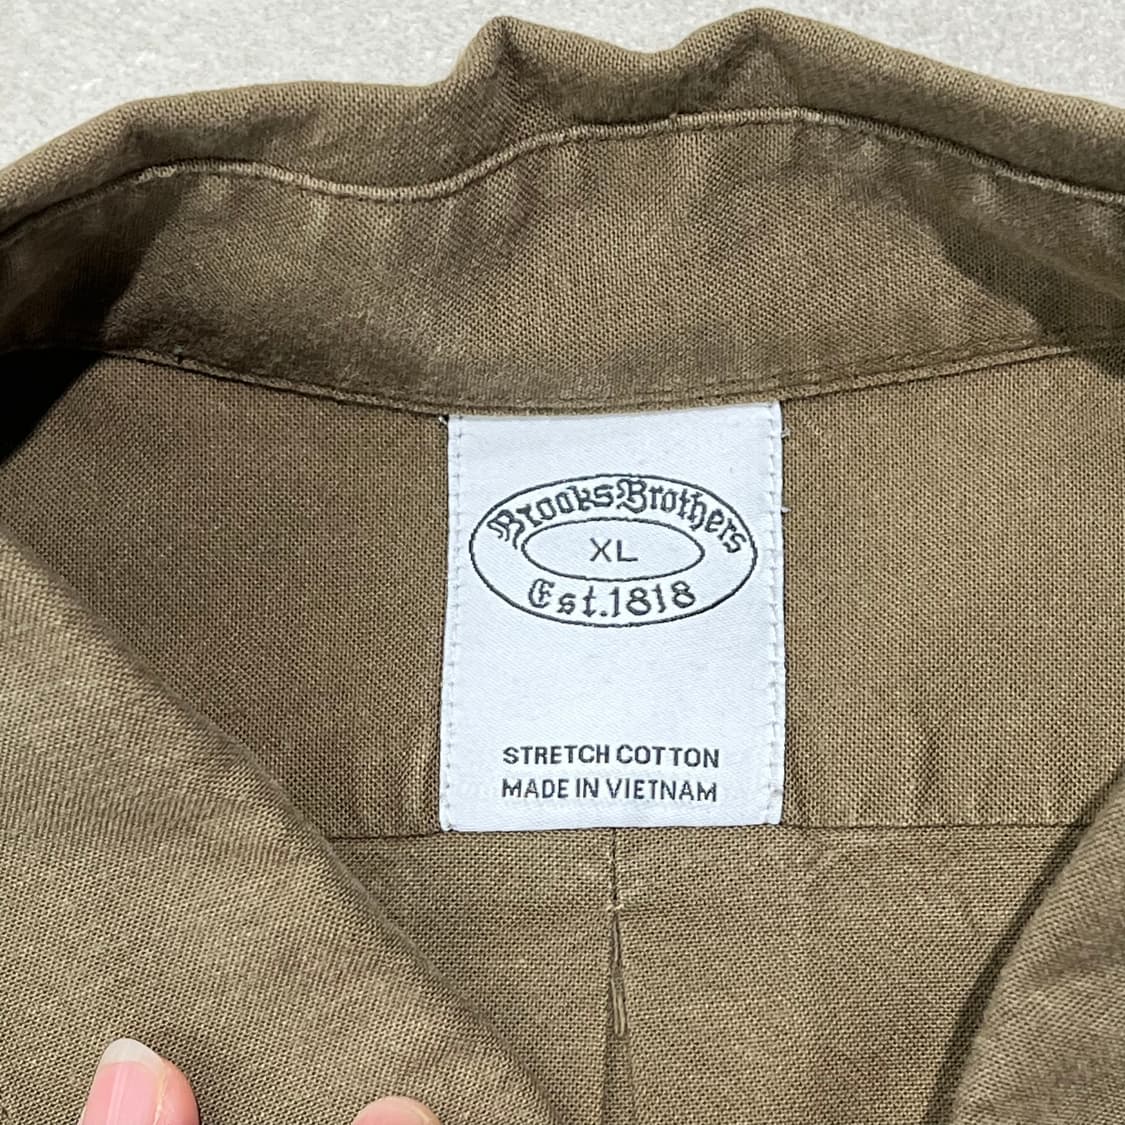 Brooks Brothers
XL
Est.1818
STRETCH COTTON
MADE IN VIETNAM